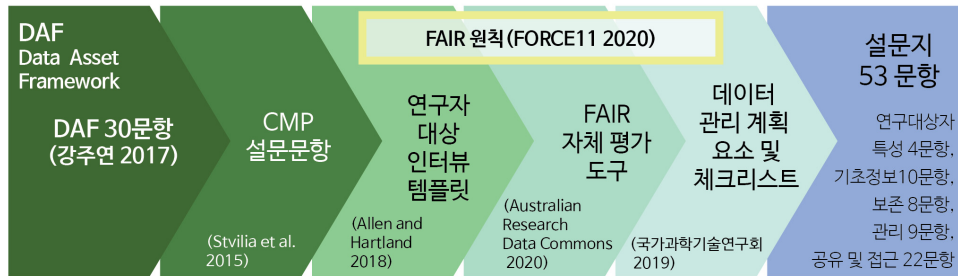 DAF
Data Asset
Framework
DAF 30문항
(강주연 2017)
CMP
설문문항
(Stvilia et al.
2015)
FAIR 원칙(FORCE11 2020)
연구자
대상
인터뷰
템플릿
(Allen and
Hartland
2018)
FAIR
자체 평가
도구
(Australian
Research
Data Commons
2020)
데이터
관리 계획
요소 및
체크리스트
(국가과학기술연구회
2019)
설문지
53 문항
연구대상자
특성 4문항,
기초정보10문항,
보존 8문항,
관리 9문항,
공유 및 접근 22문항